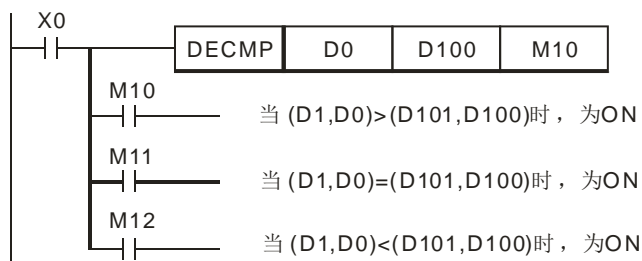 X0
DECMP D0 D100 M10
M10
当 (D1,D0)>(D101,D100)时，为ON
M11
当 (D1,D0)=(D101,D100)时，为ON
M12
当 (D1,D0)<(D101,D100)时，为ON